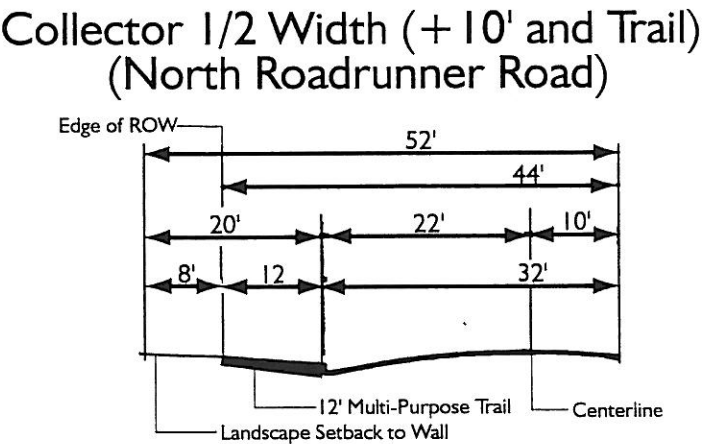 Collector 1/2 Width (+10' and Trail)
(North Roadrunner Road)
Edge of ROW
52'
44'
20' 22' 10'
8' 12 32'
12' Multi-Purpose Trail
Centerline
Landscape Setback to Wall